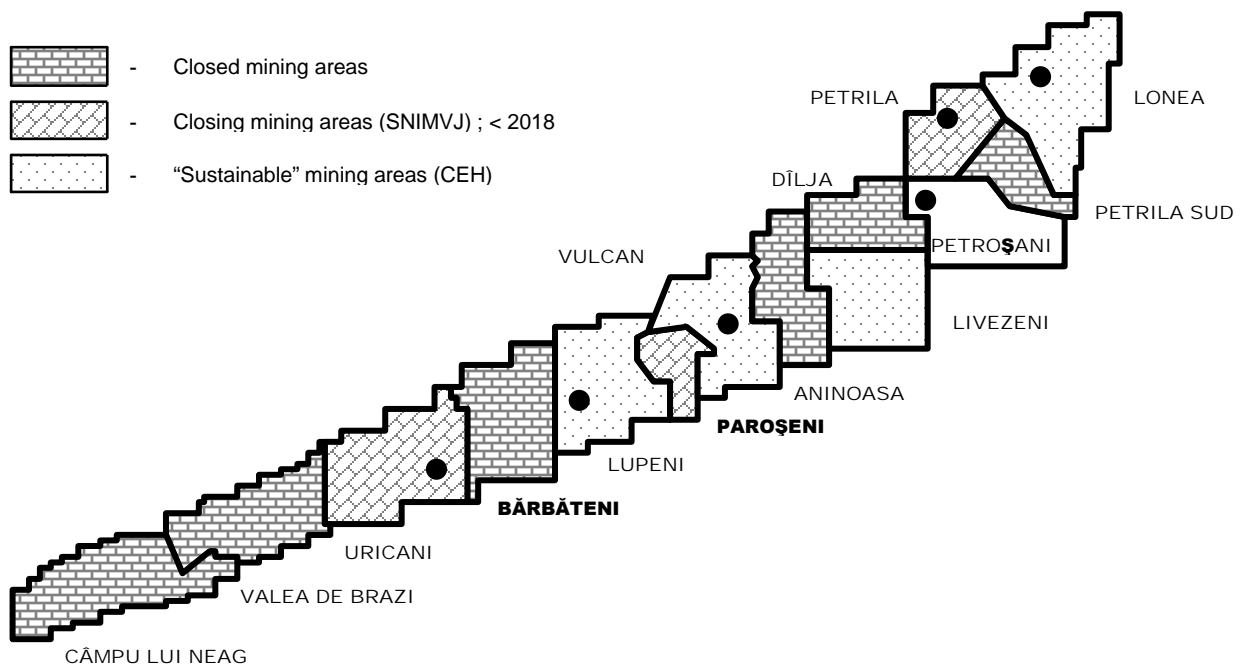 - Closed mining areas
- Closing mining areas (SNIMVJ) ; < 2018
- “Sustainable” mining areas (CEH)
PETRILA
LONEA
DÎLJA
PETRILA SUD
PETROŞANI
VULCAN
LIVEZENI
ANINOASA
PAROŞENI
LUPENI
BĂRBĂTENI
URICANI
VALEA DE BRAZI
CÂMPU LUI NEAG